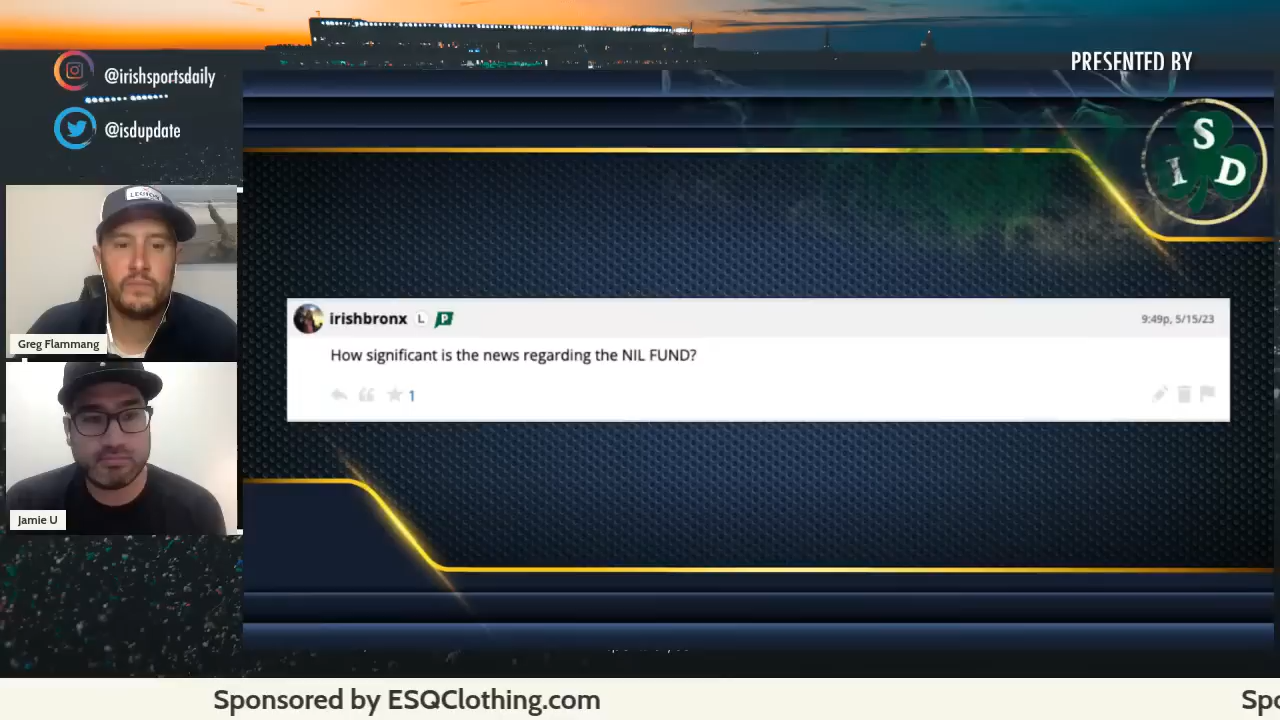 PRESENTED BY
@irishsportsdaily
@isdupdate
I S D
LEGION
Greg Flammang
Jamie U
irishbronx L P
9:49p, 5/15/23
How significant is the news regarding the NIL FUND?
1
Sponsored by ESQClothing.com
Spo